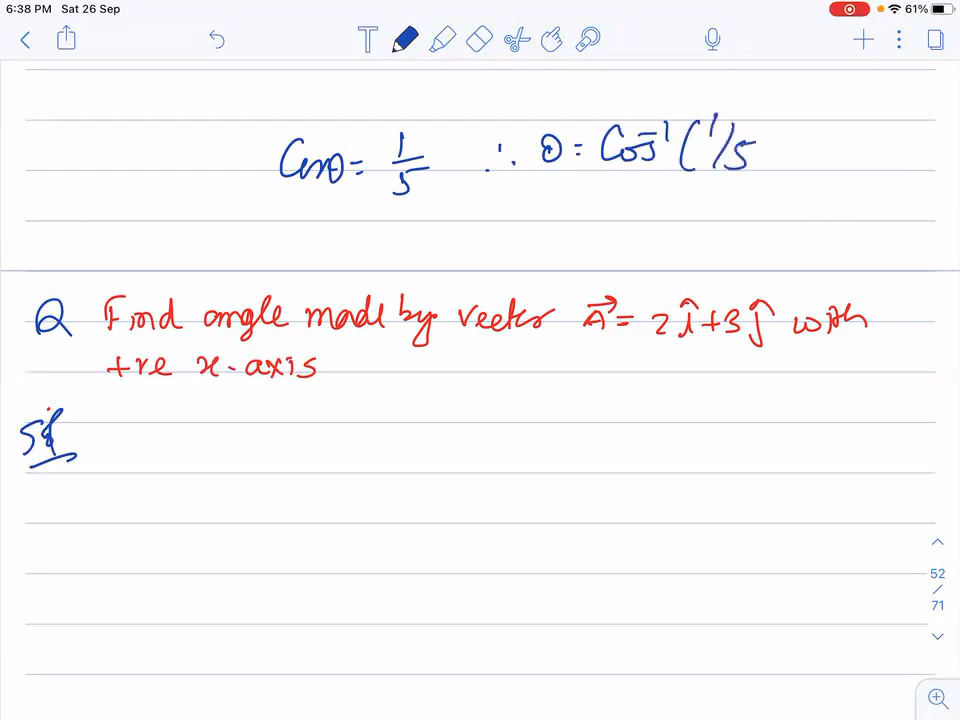 6:38 PM Sat 26 Sep
61%
T
Cosθ = 1/5 ∴ θ = Cos⁻¹ (1/5
Q Find angle made by vector A⃗ = 2î+3ĵ with
+ve x-axis
Sol
52
/
71